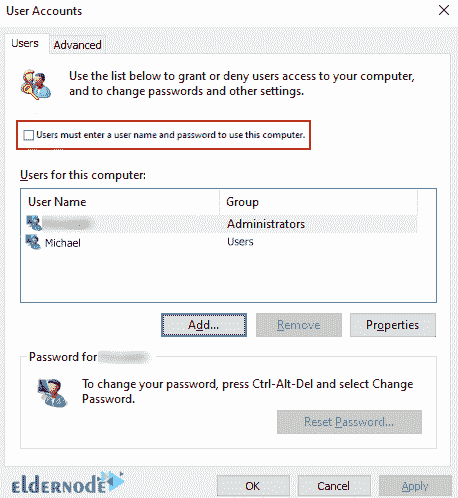 User Accounts
Users Advanced
Use the list below to grant or deny users access to your computer,
and to change passwords and other settings.
Users must enter a user name and password to use this computer.
Users for this computer:
User Name Group
Administrators
Michael Users
Add... Remove Properties
Password for
To change your password, press Ctrl-Alt-Del and select Change
Password.
Reset Password...
eldernode
OK Cancel Apply